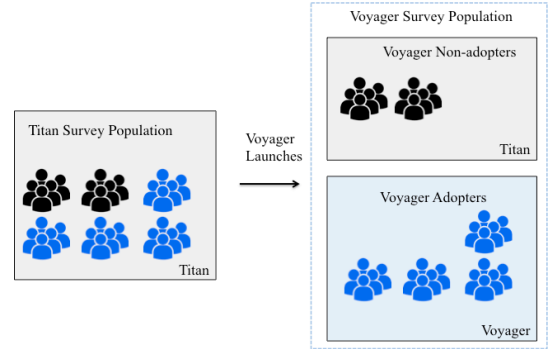 Voyager Survey Population
Voyager Non-adopters
Titan
Titan Survey Population
Titan
Voyager
Launches
Voyager Adopters
Voyager